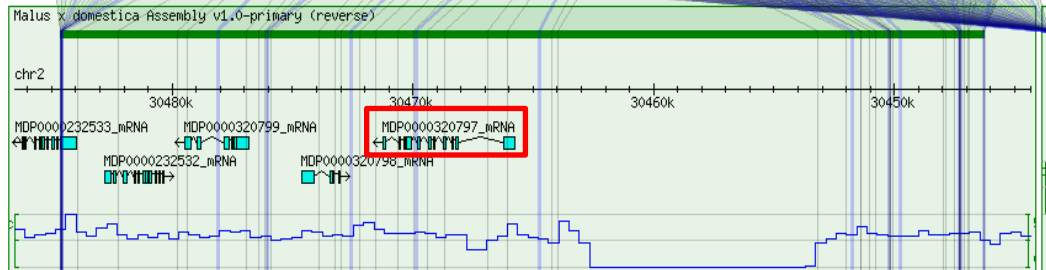 Malus x domestica Assembly v1.0-primary (reverse)
chr2
30480k 30470k 30460k 30450k
MDP0000232533_mRNA MDP0000320799_mRNA MDP0000320797_mRNA
MDP0000232532_mRNA MDP0000320798_mRNA